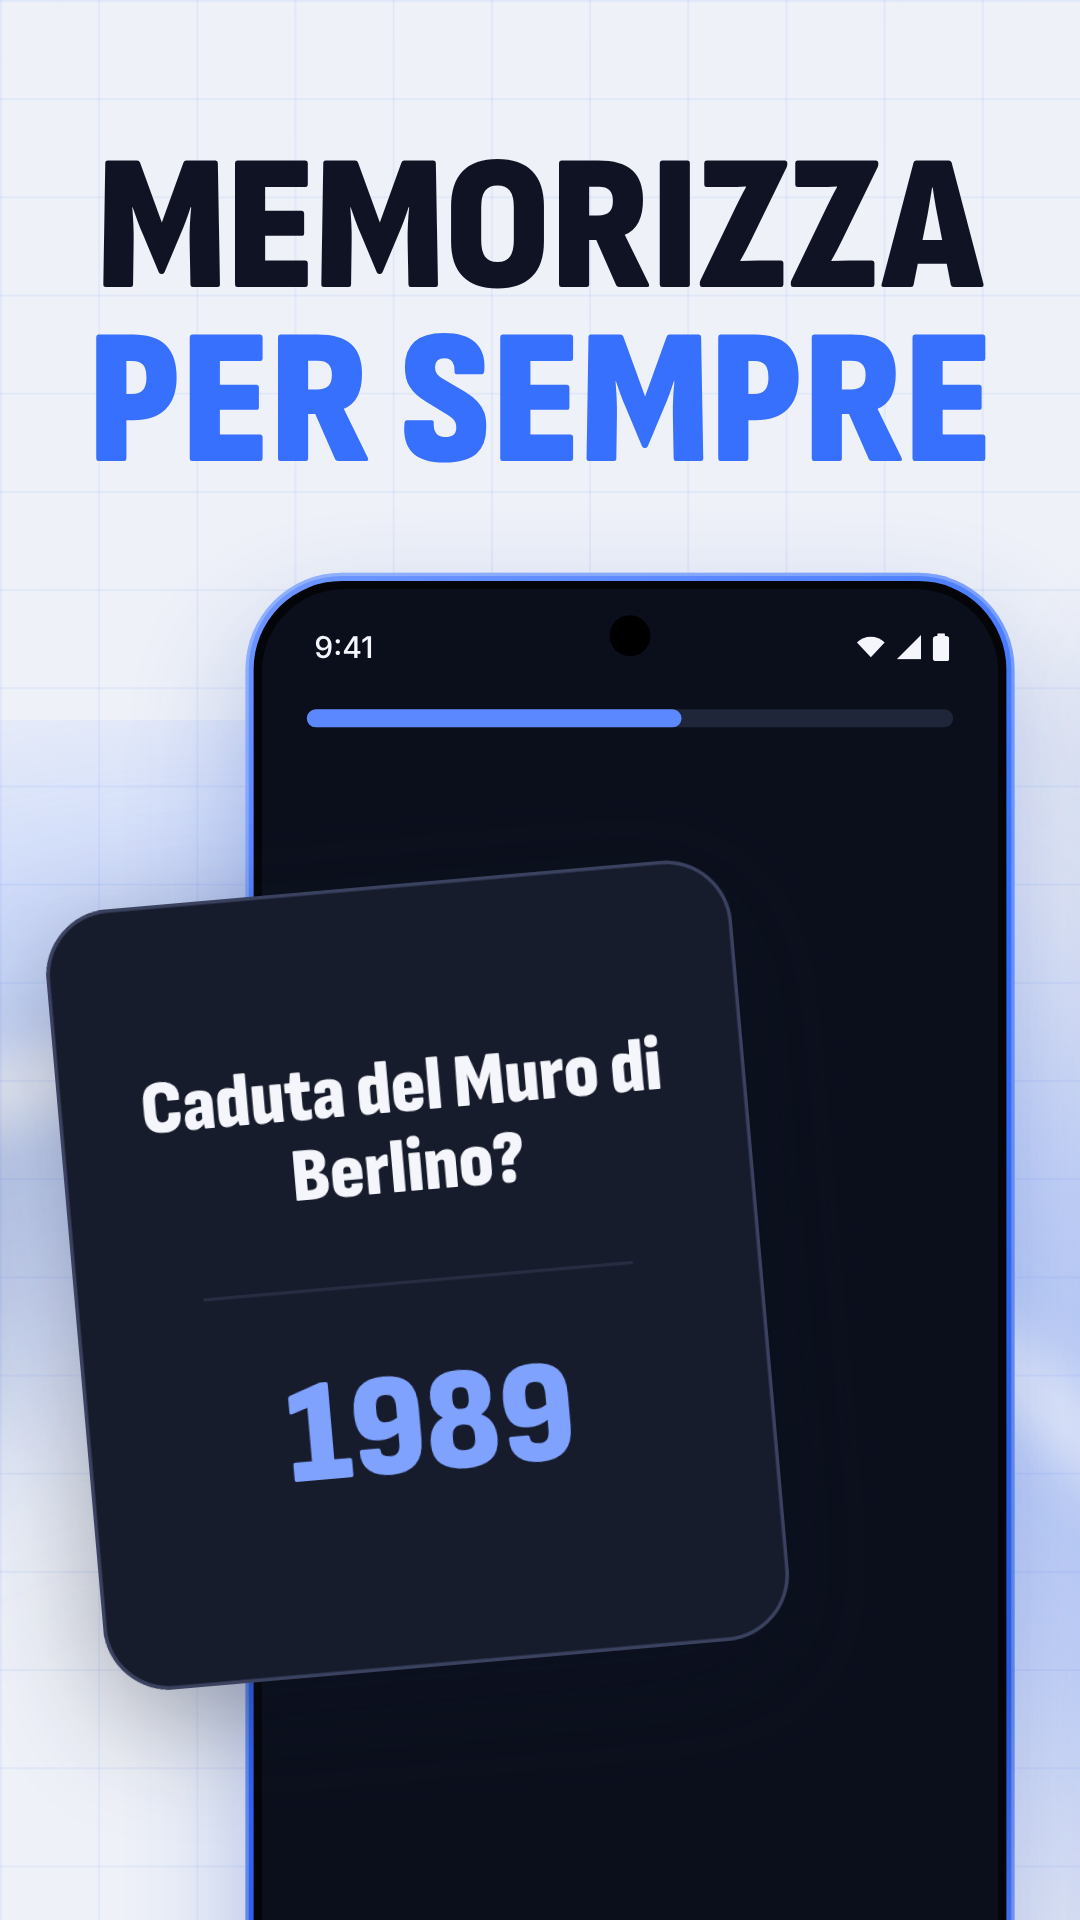 MEMORIZZA
PER SEMPRE
9:41
Caduta del Muro di
Berlino?
1989